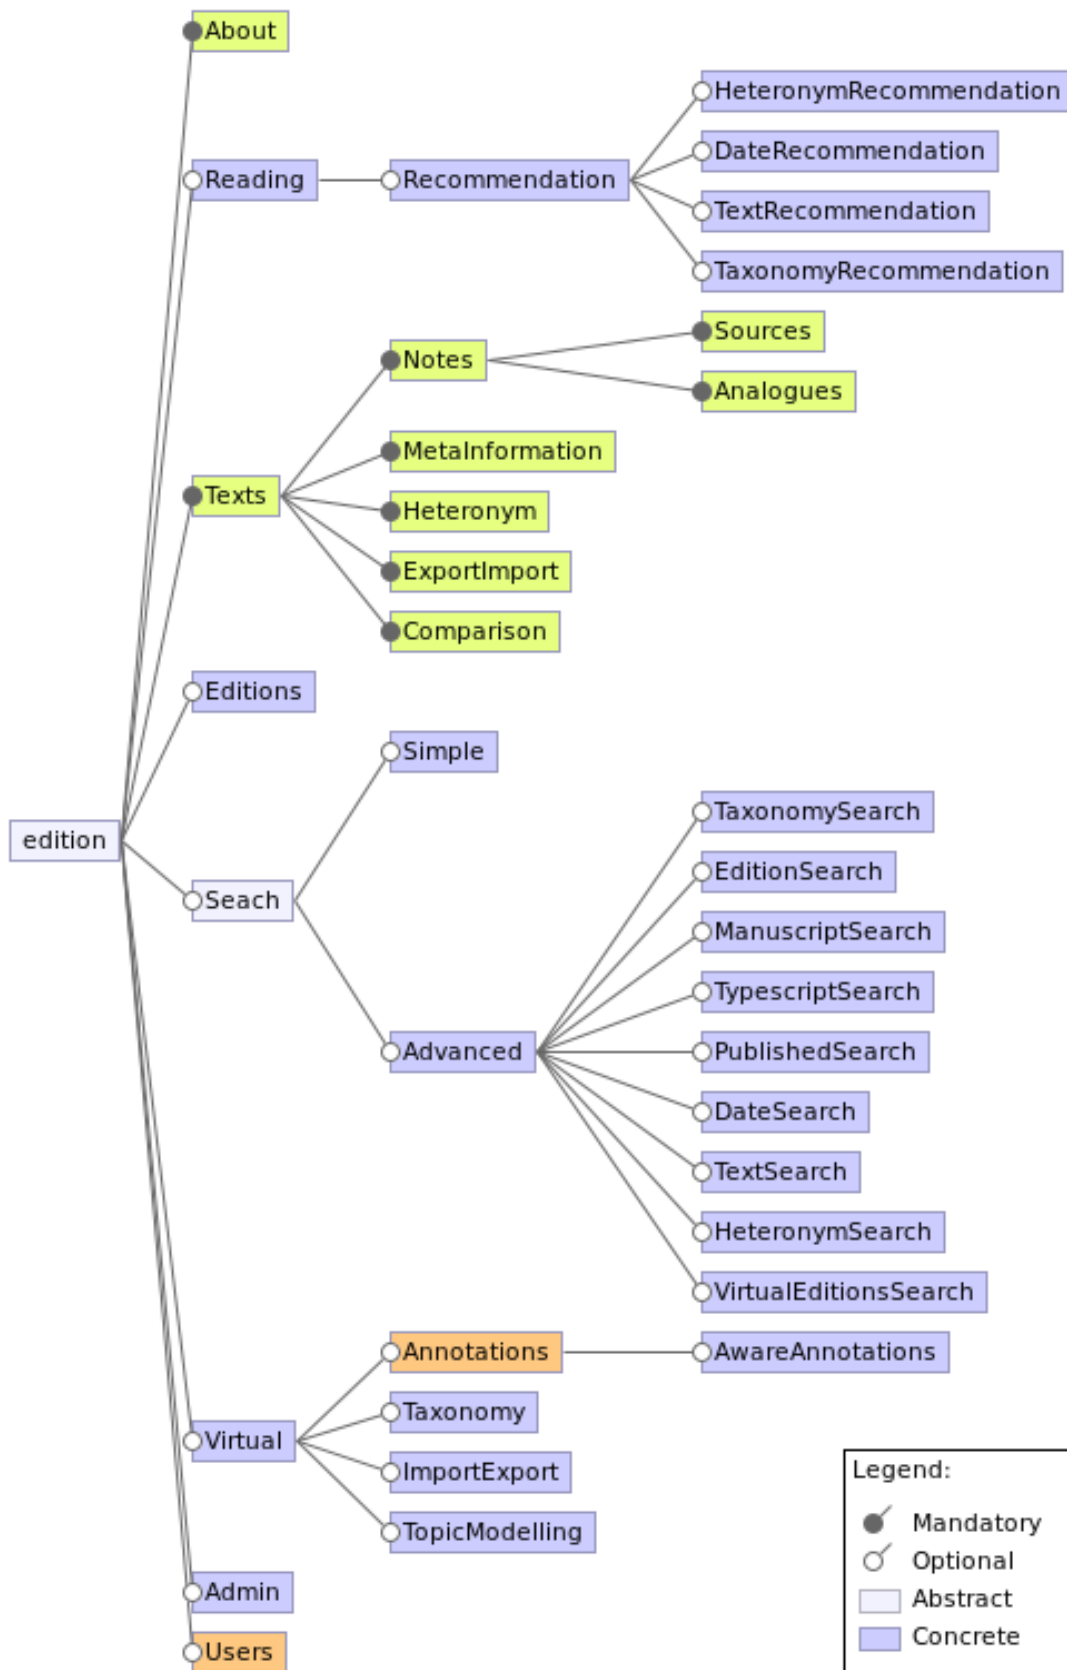 About
HeteronymRecommendation
DateRecommendation
Reading
Recommendation
TextRecommendation
TaxonomyRecommendation
Sources
Notes
Analogues
MetaInformation
Texts
Heteronym
ExportImport
Comparison
Editions
Simple
TaxonomySearch
edition
EditionSearch
Seach
ManuscriptSearch
TypescriptSearch
Advanced
PublishedSearch
DateSearch
TextSearch
HeteronymSearch
VirtualEditionsSearch
Annotations
AwareAnnotations
Taxonomy
Virtual
ImportExport
TopicModelling
Admin
Users
Legend:
Mandatory
Optional
Abstract
Concrete